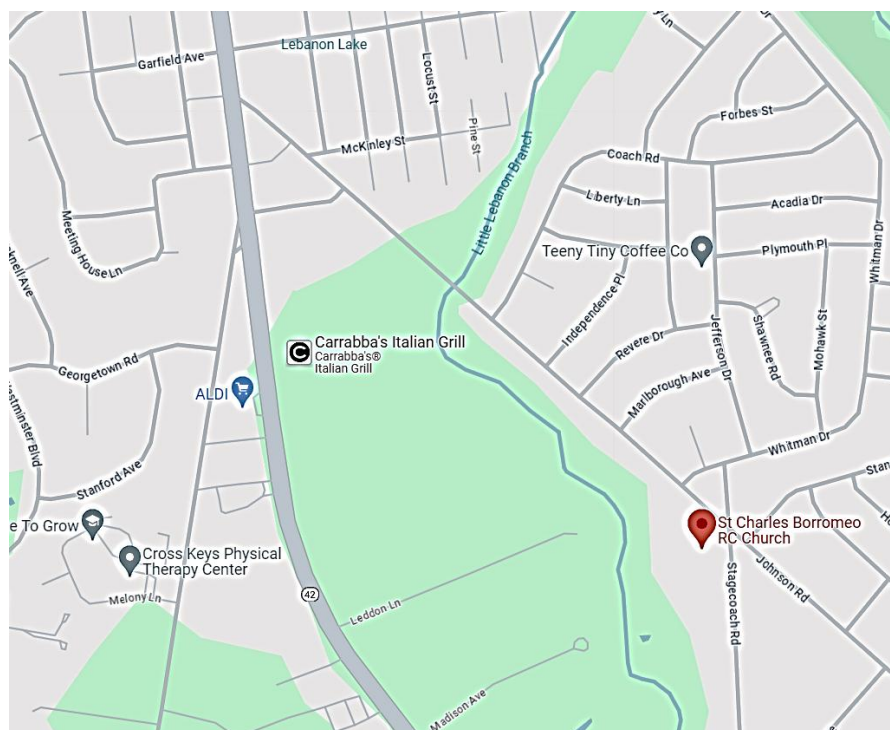 Lebanon Lake
Garfield Ave
Locust St
McKinley St
Pine St
Forbes St
Coach Rd
Liberty Ln
Acadia Dr
Whitman Dr
Little Lebanon Branch
Meeting House Ln
Teeny Tiny Coffee Co
Plymouth Pl
Independence Pl
Mohawk St
Shawnee Rd
Jefferson Dr
Revere Dr
Carrabba's Italian Grill
Carrabba's®
Italian Grill
Georgetown Rd
ALDI
Marlborough Ave
Whitman Dr
Stanford Ave
e To Grow
Cross Keys Physical
Therapy Center
St Charles Borromeo
RC Church
Stagecoach Rd
Johnson Rd
Melony Ln
42
Leddon Ln
Madison Ave